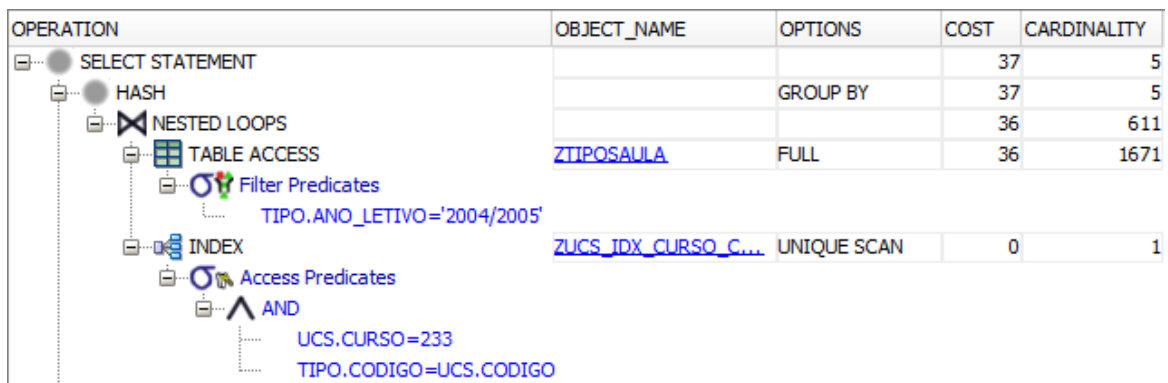 OPERATION OBJECT_NAME OPTIONS COST CARDINALITY
SELECT STATEMENT 37 5
HASH GROUP BY 37 5
NESTED LOOPS 36 611
TABLE ACCESS ZTIPOSAULA FULL 36 1671
Filter Predicates
TIPO.ANO_LETIVO='2004/2005'
INDEX ZUCS_IDX_CURSO_C... UNIQUE SCAN 0 1
Access Predicates
AND
UCS.CURSO=233
TIPO.CODIGO=UCS.CODIGO